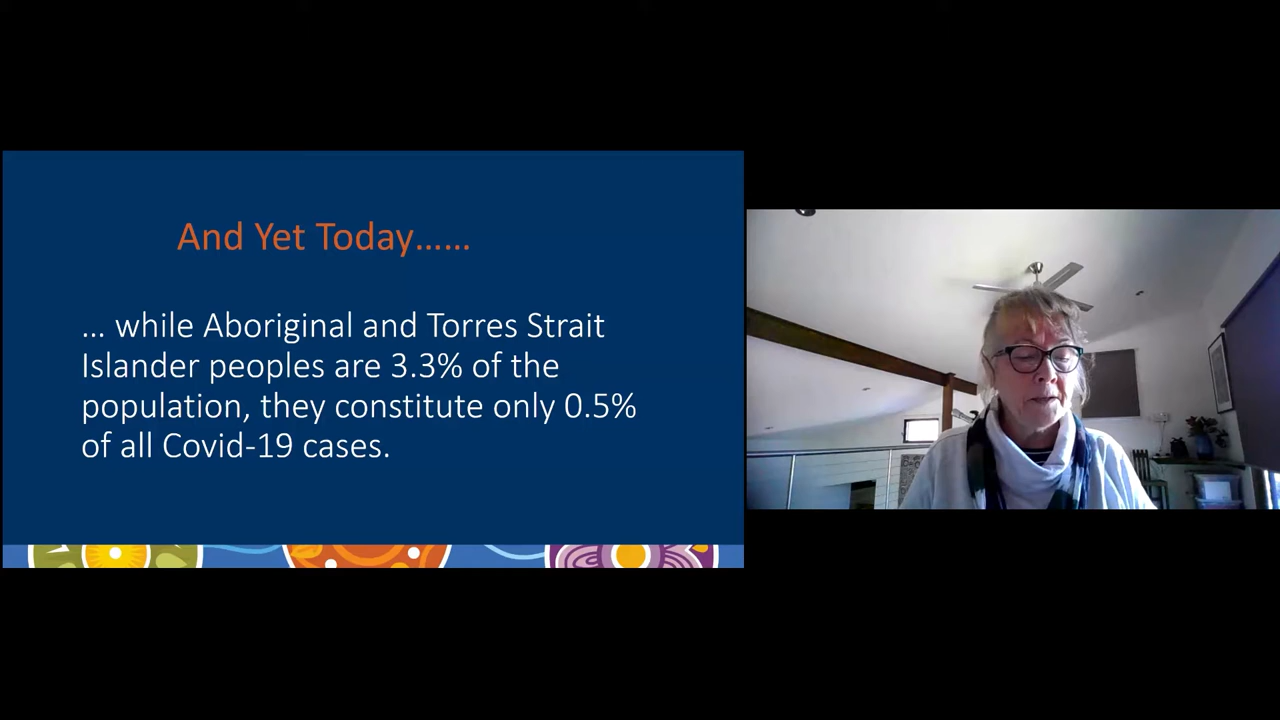 And Yet Today……
… while Aboriginal and Torres Strait
Islander peoples are 3.3% of the
population, they constitute only 0.5%
of all Covid-19 cases.